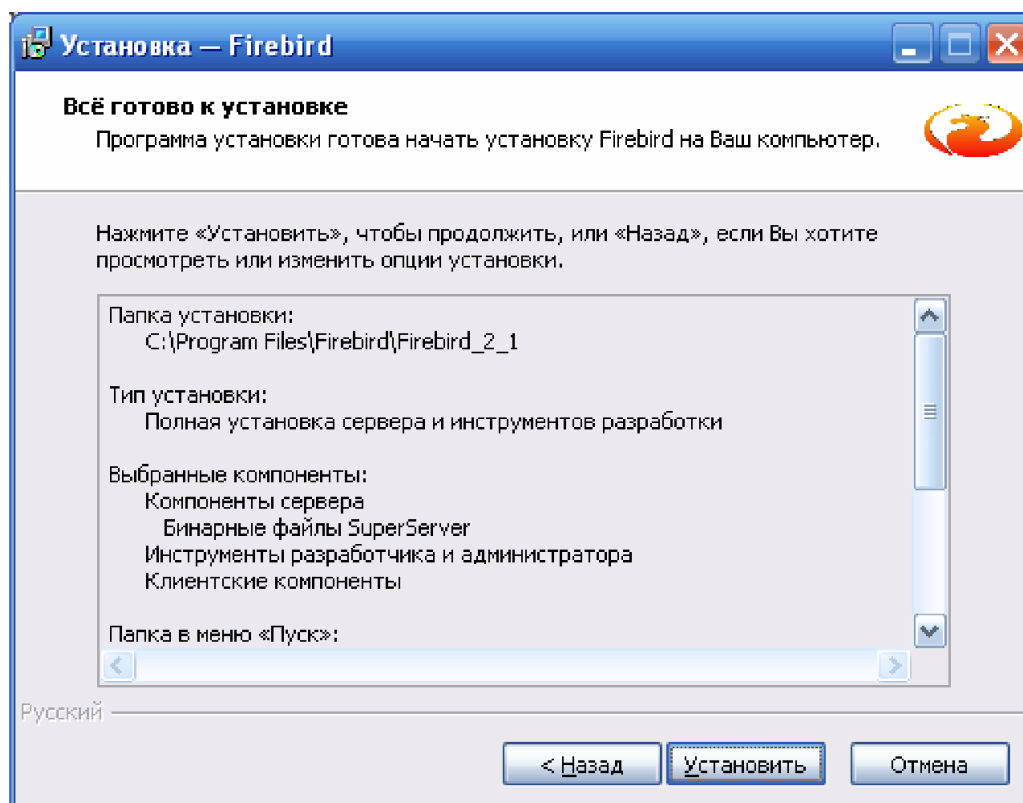 Установка — Firebird
Всё готово к установке
Программа установки готова начать установку Firebird на Ваш компьютер.
Нажмите «Установить», чтобы продолжить, или «Назад», если Вы хотите
просмотреть или изменить опции установки.
Папка установки:
C:\Program Files\Firebird\Firebird_2_1
Тип установки:
Полная установка сервера и инструментов разработки
Выбранные компоненты:
Компоненты сервера
Бинарные файлы SuperServer
Инструменты разработчика и администратора
Клиентские компоненты
Папка в меню «Пуск»:
Русский
< Назад Установить Отмена